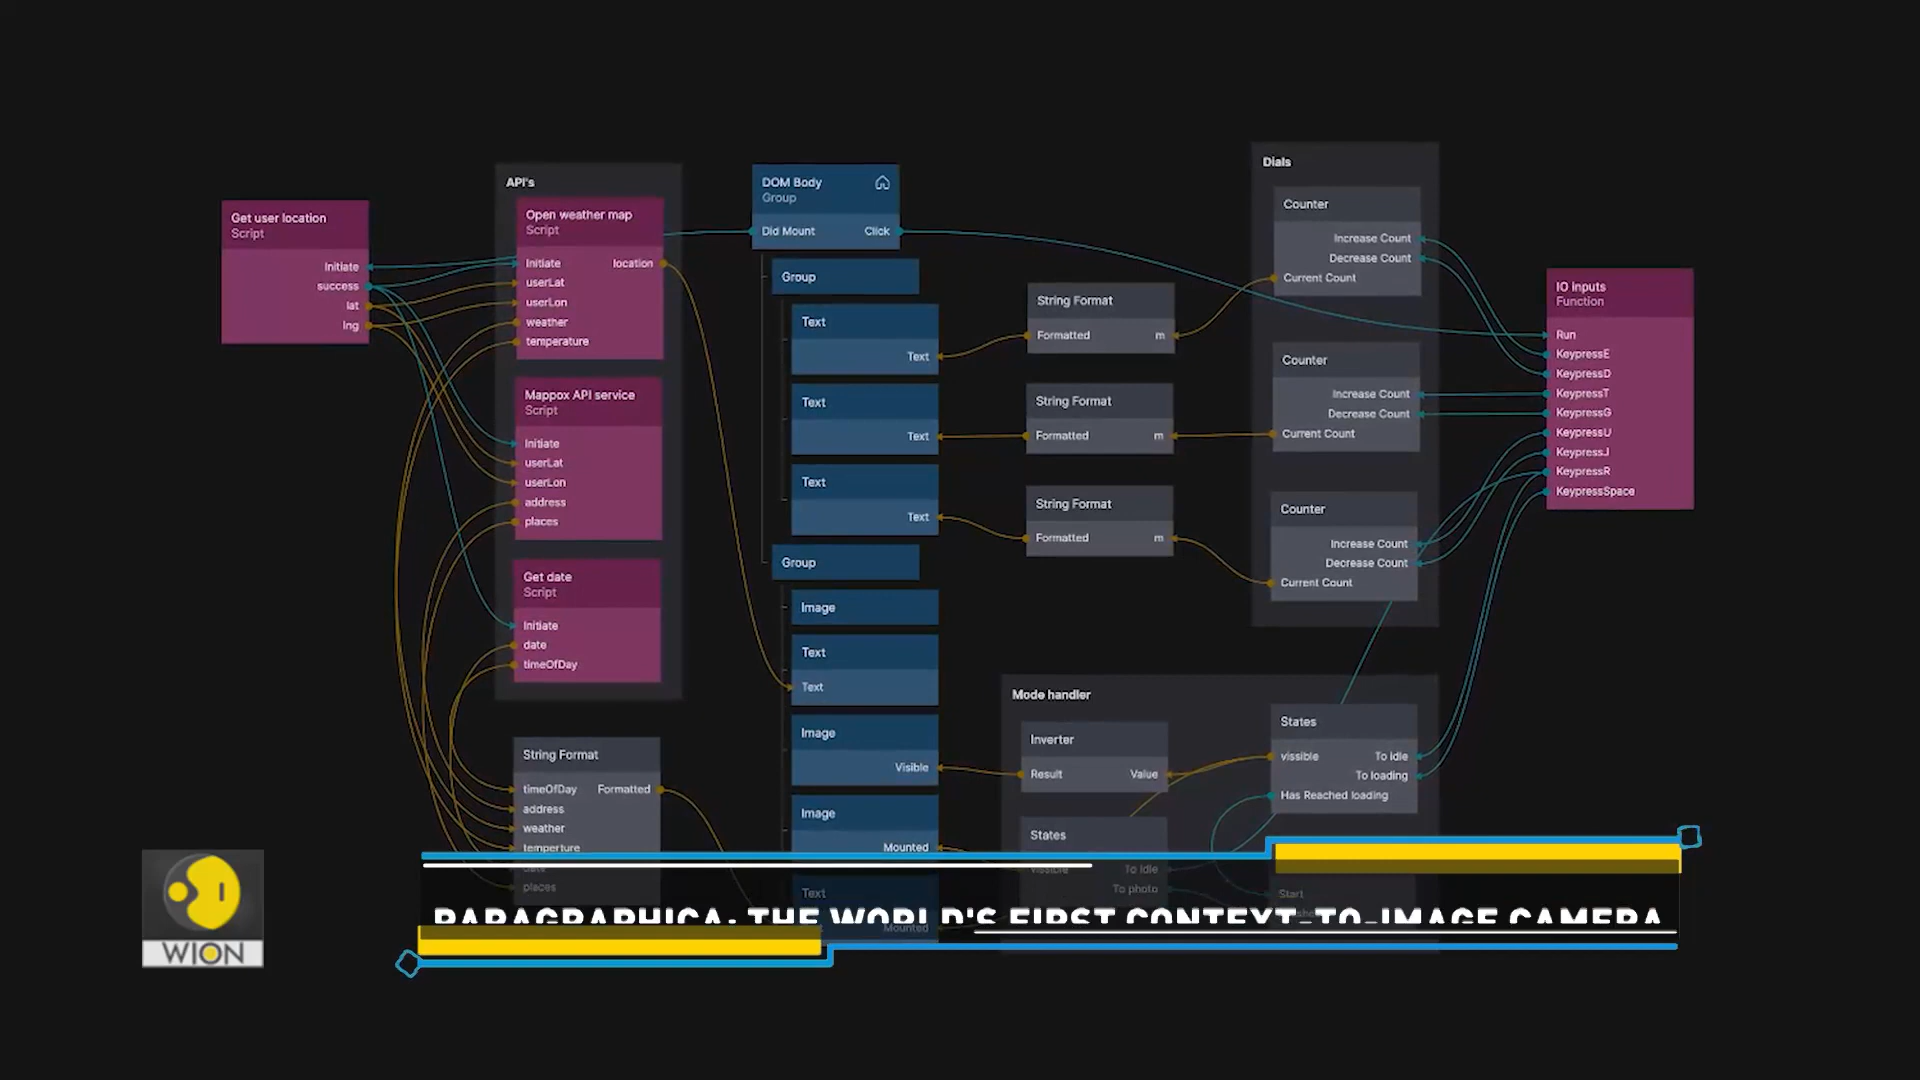 Get user location
Script
Initiate
success
lat
lng
API's
Open weather map
Script
Initiate location
userLat
userLon
weather
temperature
Mappox API service
Script
Initiate
userLat
userLon
address
places
Get date
Script
Initiate
date
timeOfDay
String Format
timeOfDay Formatted
address
weather
temperture
date
places
DOM Body
Group
Did Mount Click
Group
Text
Text
Text
Text
Text
Text
Group
Image
Text
Text
Image
Visible
Image
Mounted
Text
Mounted
String Format
Formatted m
String Format
Formatted m
String Format
Formatted m
Dials
Counter
Increase Count
Decrease Count
Current Count
Counter
Increase Count
Decrease Count
Current Count
Counter
Increase Count
Decrease Count
Current Count
IO inputs
Function
Run
KeypressE
KeypressD
KeypressT
KeypressG
KeypressU
KeypressJ
KeypressR
KeypressSpace
Mode handler
Inverter
Result Value
States
vissible To Idle
To loading
Has Reached loading
States
vissible To Idle
To photo
Start
PARAGRAPHICA: THE WORLD'S FIRST CONTEXT-TO-IMAGE CAMERA
WION